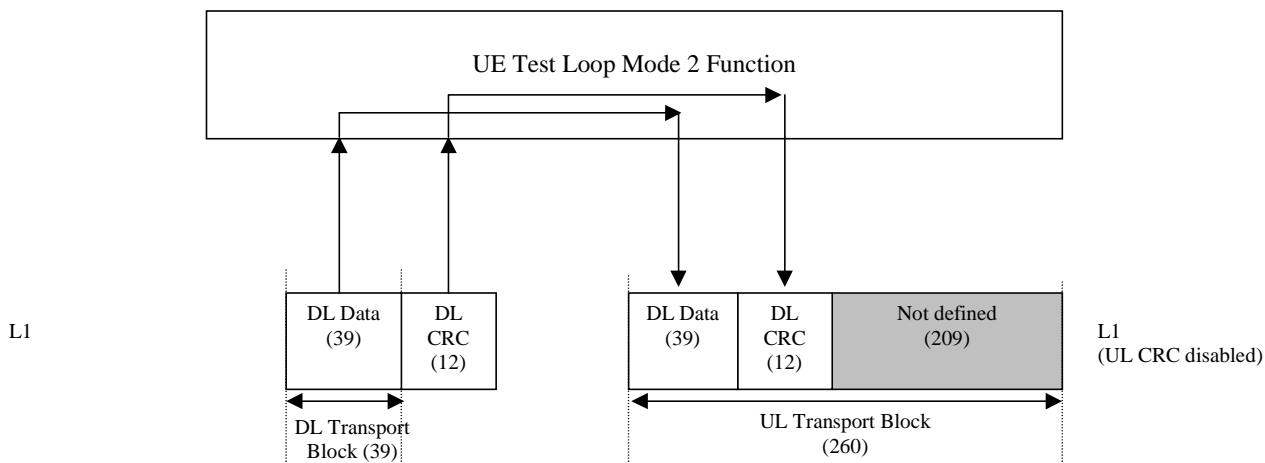 UE Test Loop Mode 2 Function
L1
DL Data
(39)
DL
CRC
(12)
DL Data
(39)
DL
CRC
(12)
Not defined
(209)
L1
(UL CRC disabled)
DL Transport
Block (39)
UL Transport Block
(260)